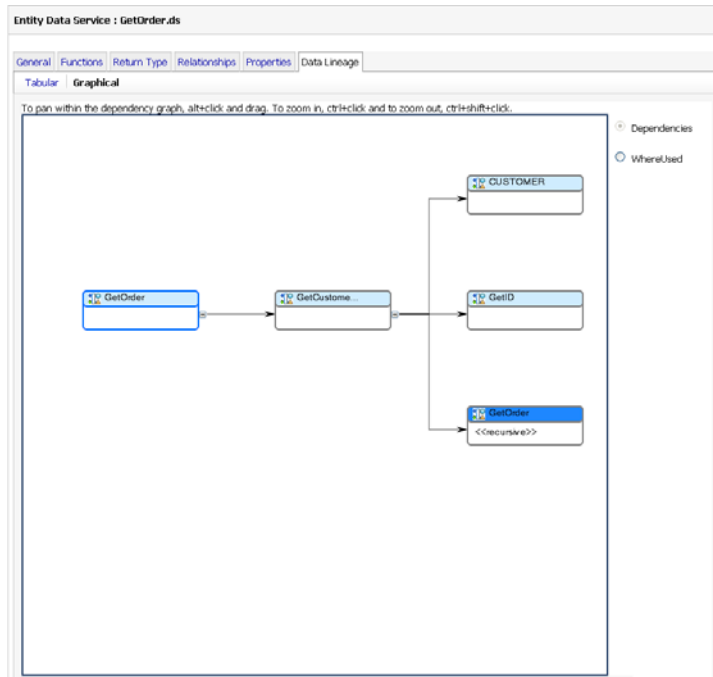 Entity Data Service : GetOrder.ds
General Functions Return Type Relationships Properties Data Lineage
Tabular Graphical
To pan within the dependency graph, alt+click and drag. To zoom in, ctrl+click and to zoom out, ctrl+shift+click.
Dependencies
WhereUsed
CUSTOMER
GetOrder
GetCustome...
GetID
GetOrder
<<recursive>>